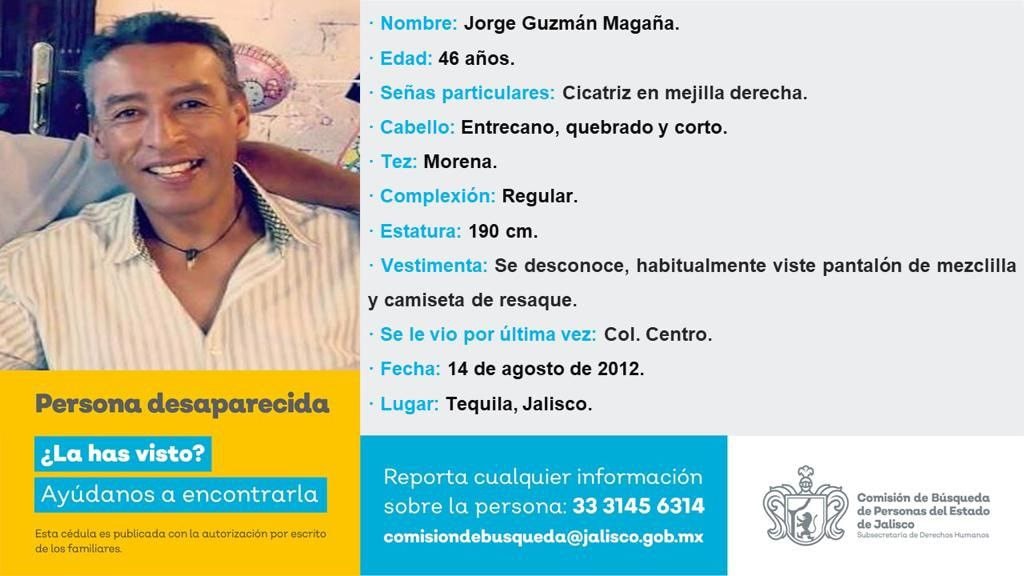 · Nombre: Jorge Guzmán Magaña.
· Edad: 46 años.
· Señas particulares: Cicatriz en mejilla derecha.
· Cabello: Entrecano, quebrado y corto.
· Tez: Morena.
· Complexión: Regular.
· Estatura: 190 cm.
· Vestimenta: Se desconoce, habitualmente viste pantalón de mezclilla
y camiseta de resaque.
· Se le vio por última vez: Col. Centro.
· Fecha: 14 de agosto de 2012.
· Lugar: Tequila, Jalisco.
Persona desaparecida
¿La has visto?
Ayúdanos a encontrarla
Esta cédula es publicada con la autorización por escrito
de los familiares.
Reporta cualquier información
sobre la persona: 33 3145 6314
comisiondebusqueda@jalisco.gob.mx
Comisión de Búsqueda
de Personas del Estado
de Jalisco
Subsecretaría de Derechos Humanos